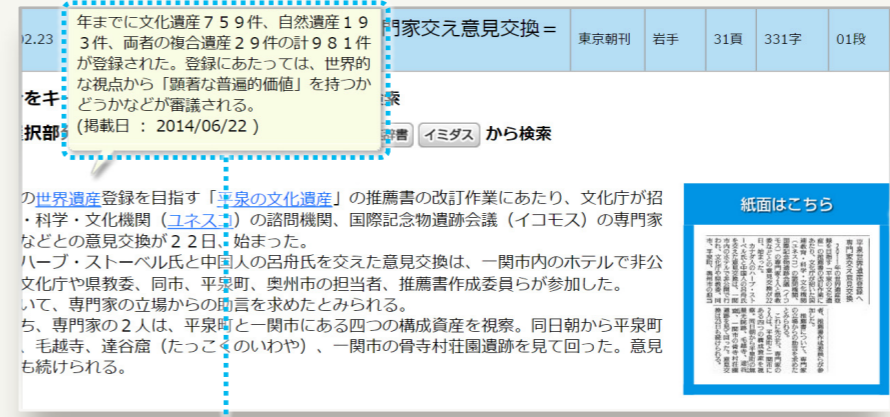 年までに文化遺産７５９件、自然遺産１９
３件、両者の複合遺産２９件の計９８１件
が登録された。登録にあたっては、世界的
な視点から「顕著な普遍的価値」を持つか
どうかなどが審議される。
(掲載日 ： 2014/06/22 )
02.23 門家交え意見交換＝ 東京朝刊 岩手 31頁 331字 01段
をキー 索
択部 辞書 イミダス から検索
の世界遺産登録を目指す「平泉の文化遺産」の推薦書の改訂作業にあたり、文化庁が招
・科学・文化機関（ユネスコ）の諮問機関、国際記念物遺跡会議（イコモス）の専門家
などとの意見交換が２２日、始まった。
ハーブ・ストーベル氏と中国人の呂舟氏を交えた意見交換は、一関市内のホテルで非公
文化庁や県教委、同市、平泉町、奥州市の担当者、推薦書作成委員らが参加した。
いて、専門家の立場からの助言を求めたとみられる。
ち、専門家の２人は、平泉町と一関市にある四つの構成資産を視察。同日朝から平泉町
、毛越寺、達谷窟（たっこくのいわや）、一関市の骨寺村荘園遺跡を見て回った。意見
も続けられる。
紙面はこちら